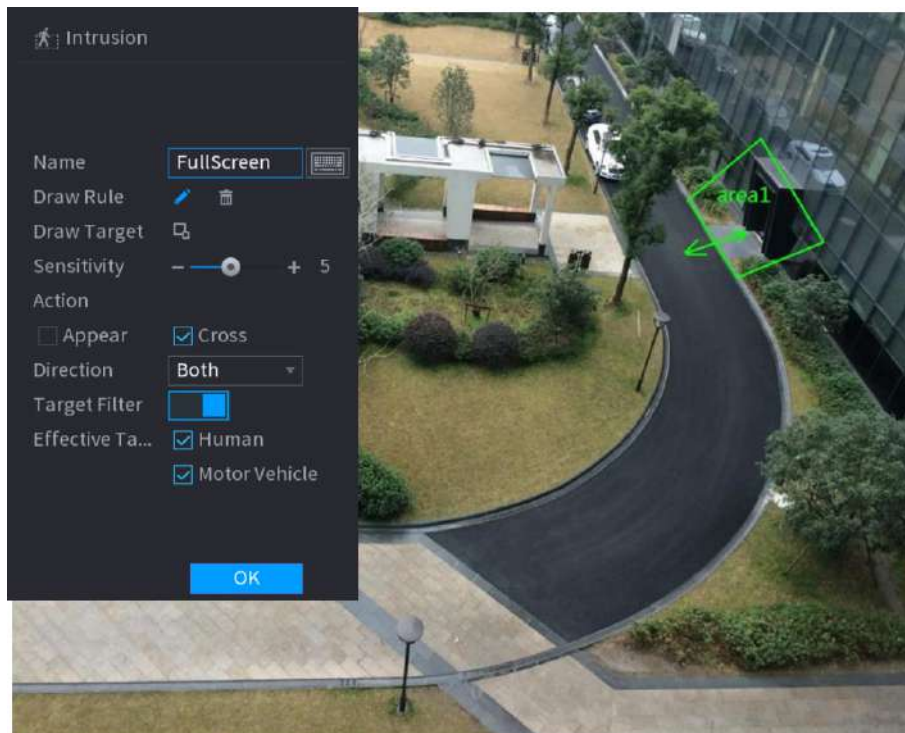 Intrusion
Name FullScreen
Draw Rule
Draw Target
Sensitivity - + 5
Action
Appear Cross
Direction Both
Target Filter
Effective Ta... Human
Motor Vehicle
OK
area1